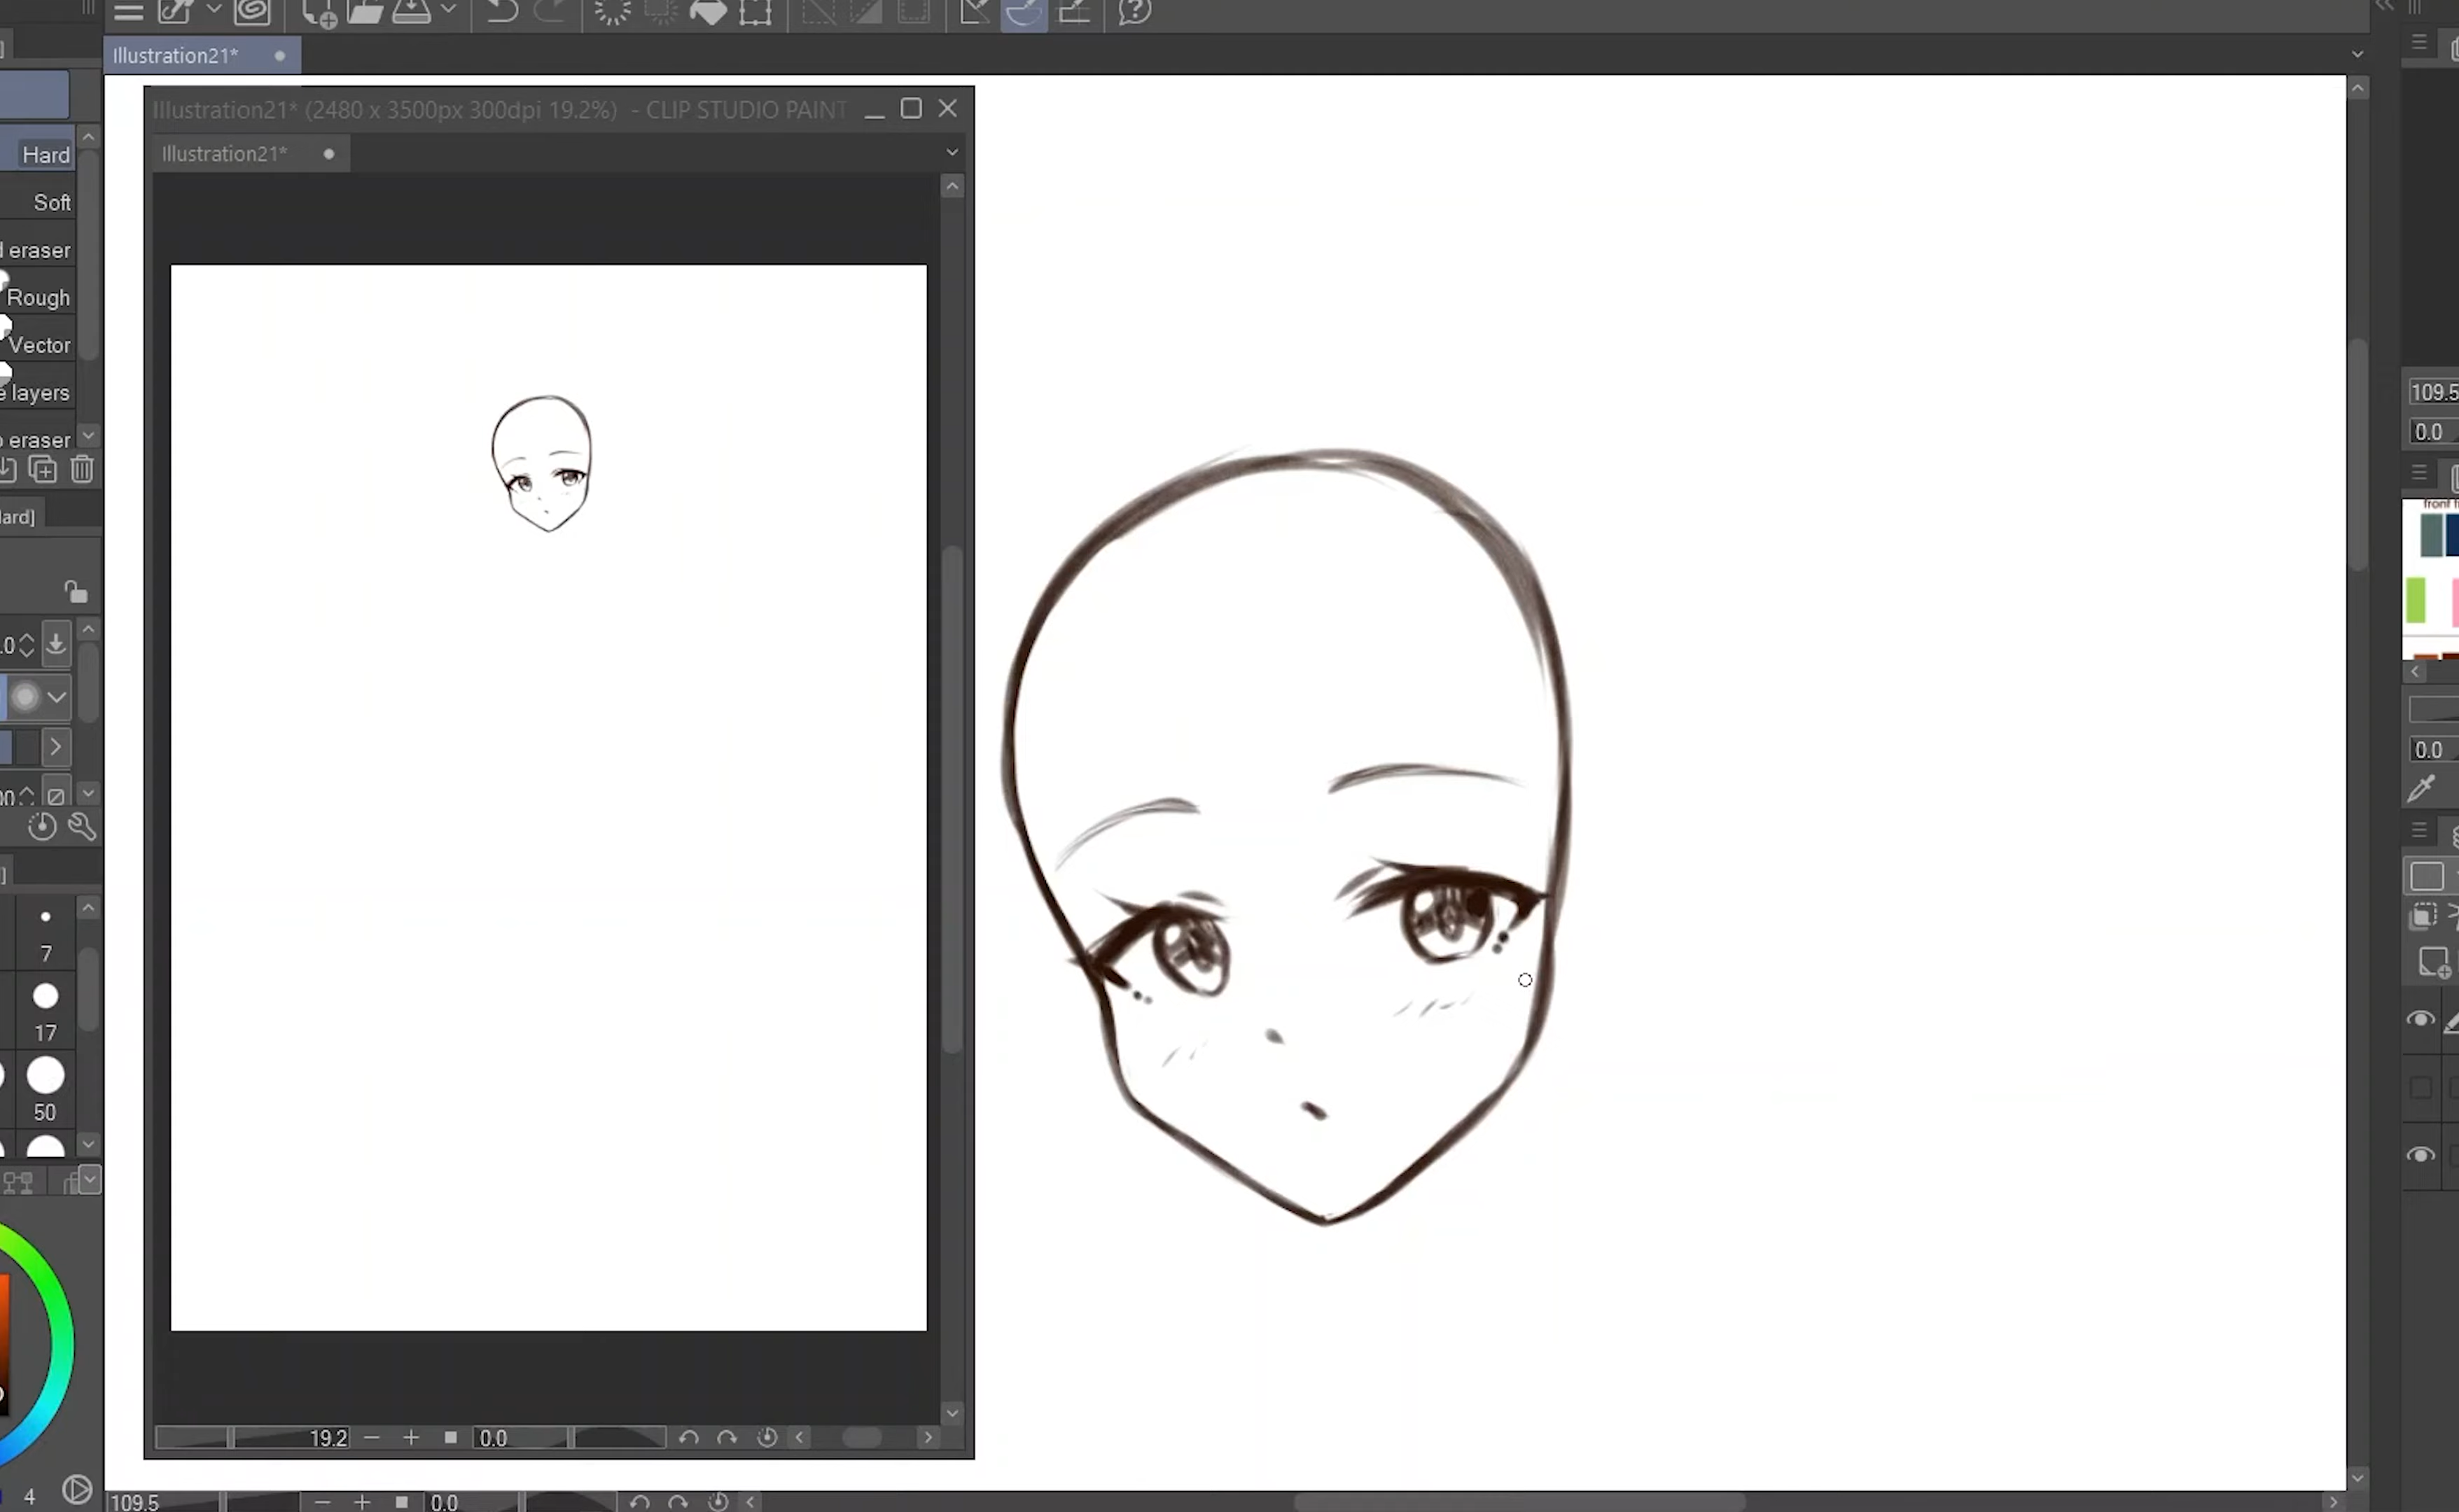 Illustration21*
Illustration21* (2480 x 3500px 300dpi 19.2%) - CLIP STUDIO PAINT
Illustration21*
Hard
Soft
eraser
Rough
Vector
layers
eraser
7
17
50
4
19.2
0.0
109.5
0.0
109.5
0.0
front
0.0